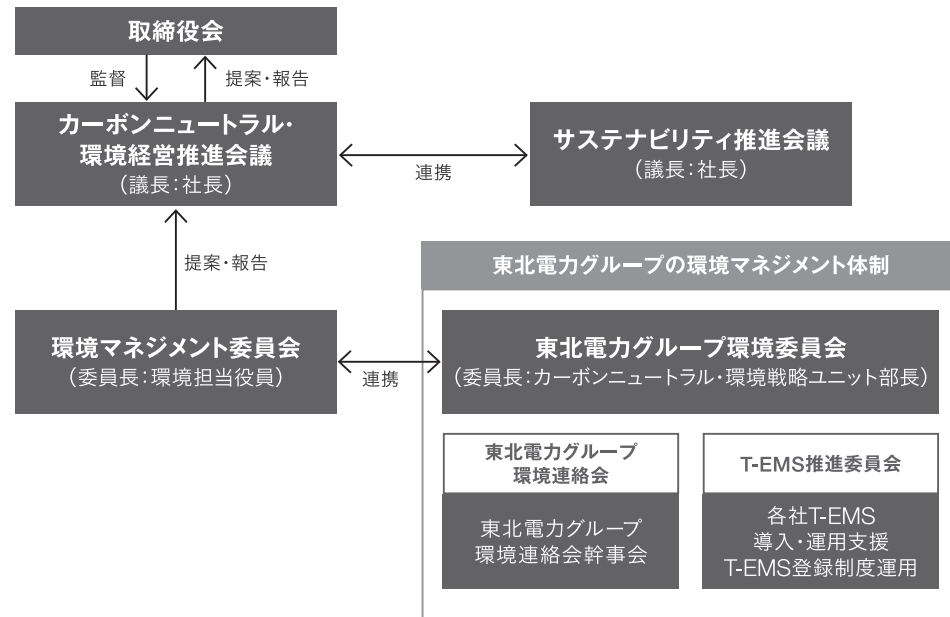 取締役会
監督
提案・報告
カーボンニュートラル・
環境経営推進会議
（議長：社長）
連携
サステナビリティ推進会議
（議長：社長）
提案・報告
東北電力グループの環境マネジメント体制
環境マネジメント委員会
（委員長：環境担当役員）
連携
東北電力グループ環境委員会
（委員長：カーボンニュートラル・環境戦略ユニット部長）
東北電力グループ
環境連絡会
東北電力グループ
環境連絡会幹事会
T-EMS推進委員会
各社T-EMS
導入・運用支援
T-EMS登録制度運用